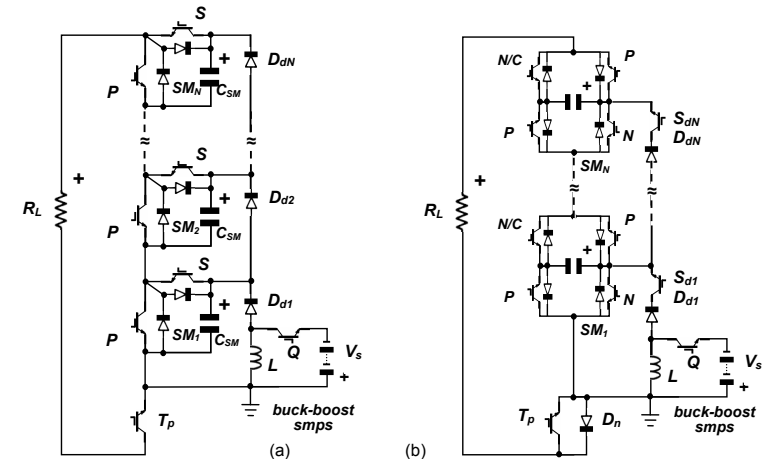 S
+
D_dN
P
SM_N
C_SM
≈
≈
S
+
+
D_d2
R_L
P
SM_2
C_SM
S
+
D_d1
P
SM_1
C_SM
Q
V_s
L
+
buck-boost
smps
T_p
(a)
N/C
P
+
S_dN
D_dN
P
N
SM_N
+
≈
≈
R_L
N/C
P
+
S_d1
D_d1
P
N
SM_1
Q
V_s
L
+
T_p
D_n
buck-boost
smps
(b)